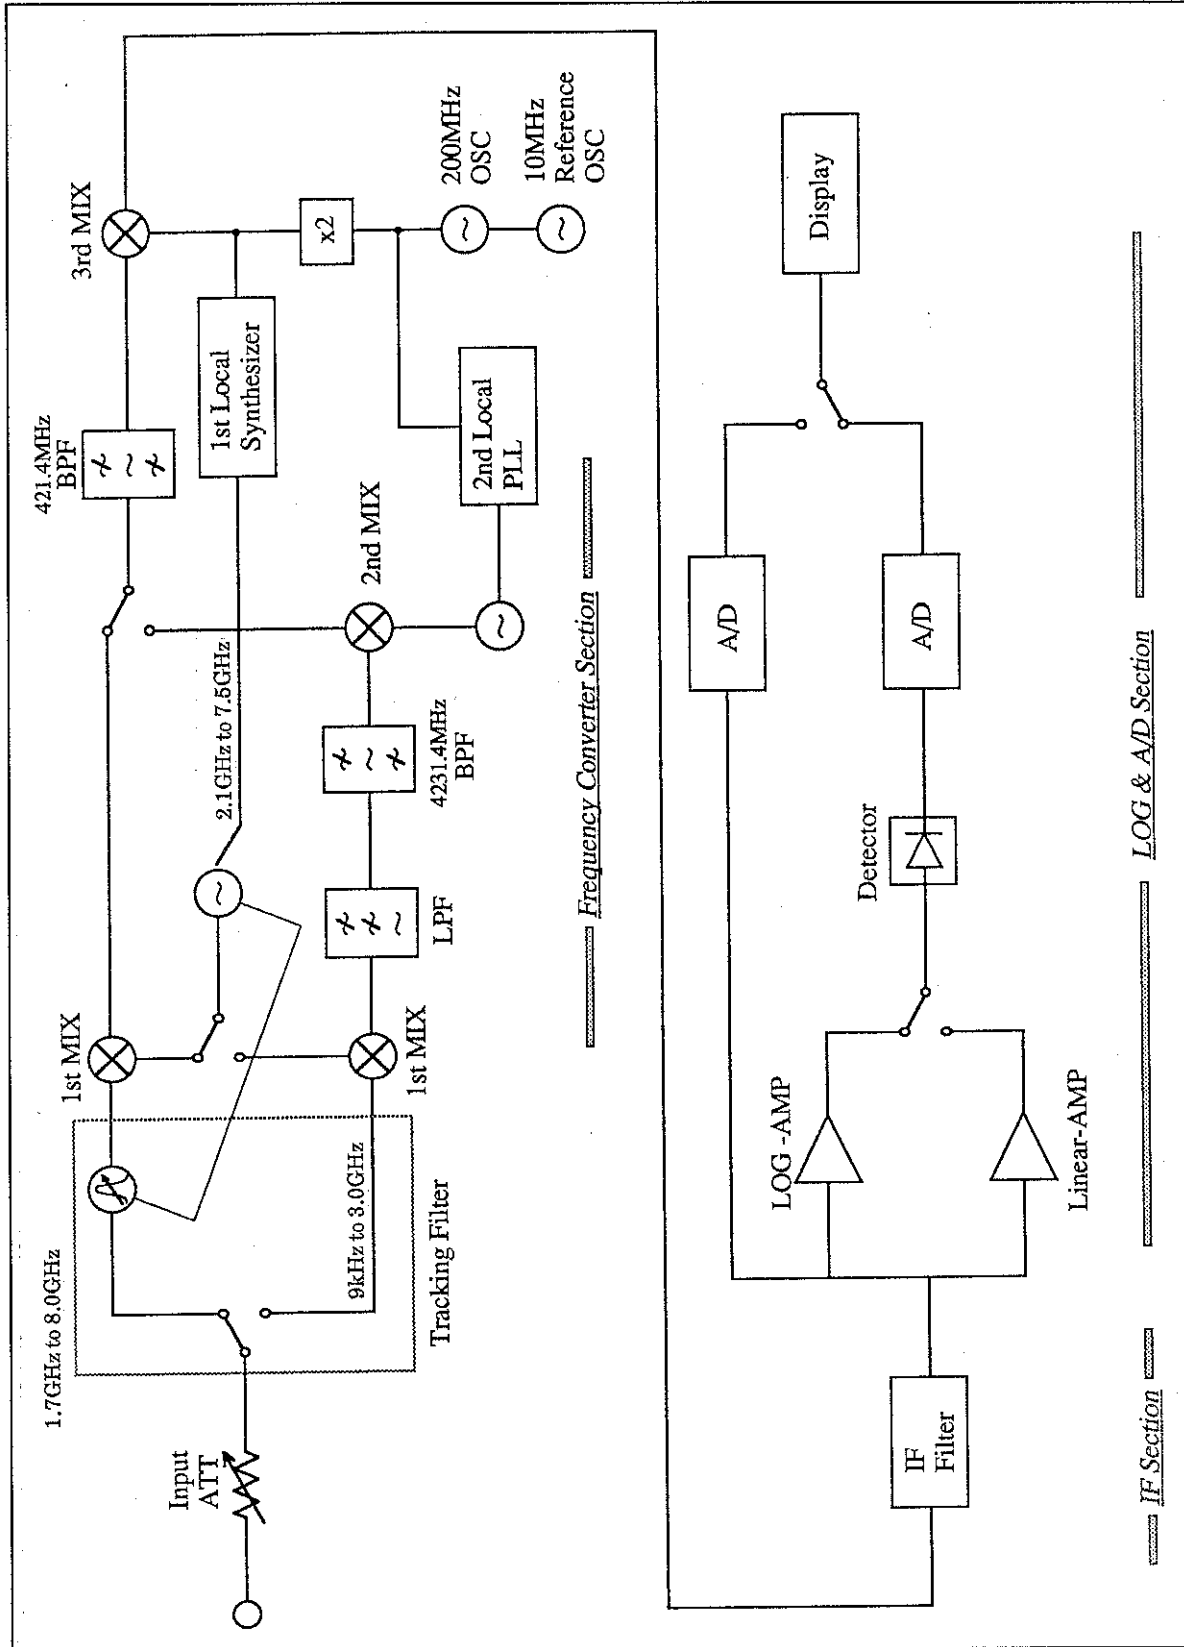 Input
ATT
1.7GHz to 8.0GHz
9kHz to 3.0GHz
Tracking Filter
1st MIX
1st MIX
LPF
4231.4MHz
BPF
2.1GHz to 7.5GHz
2nd MIX
421.4MHz
BPF
1st Local
Synthesizer
2nd Local
PLL
3rd MIX
x2
200MHz
OSC
10MHz
Reference
OSC
Frequency Converter Section
IF
Filter
LOG -AMP
Linear-AMP
Detector
A/D
A/D
Display
IF Section
LOG & A/D Section